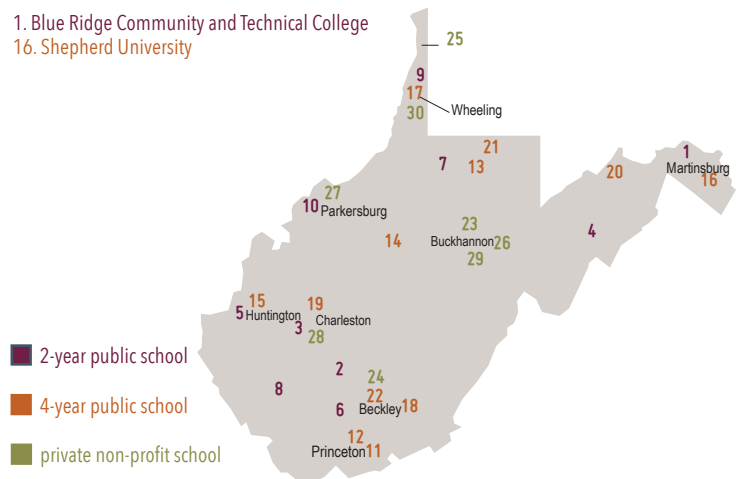 1. Blue Ridge Community and Technical College
16. Shepherd University
25
9
17
Wheeling
30
21
7
13
1
Martinsburg
20
16
27
10
Parkersburg
23
4
14
Buckhannon
26
29
15
19
5
Huntington
Charleston
3
28
2-year public school
2
24
8
22
4-year public school
6
Beckley
18
12
Princeton
11
private non-profit school